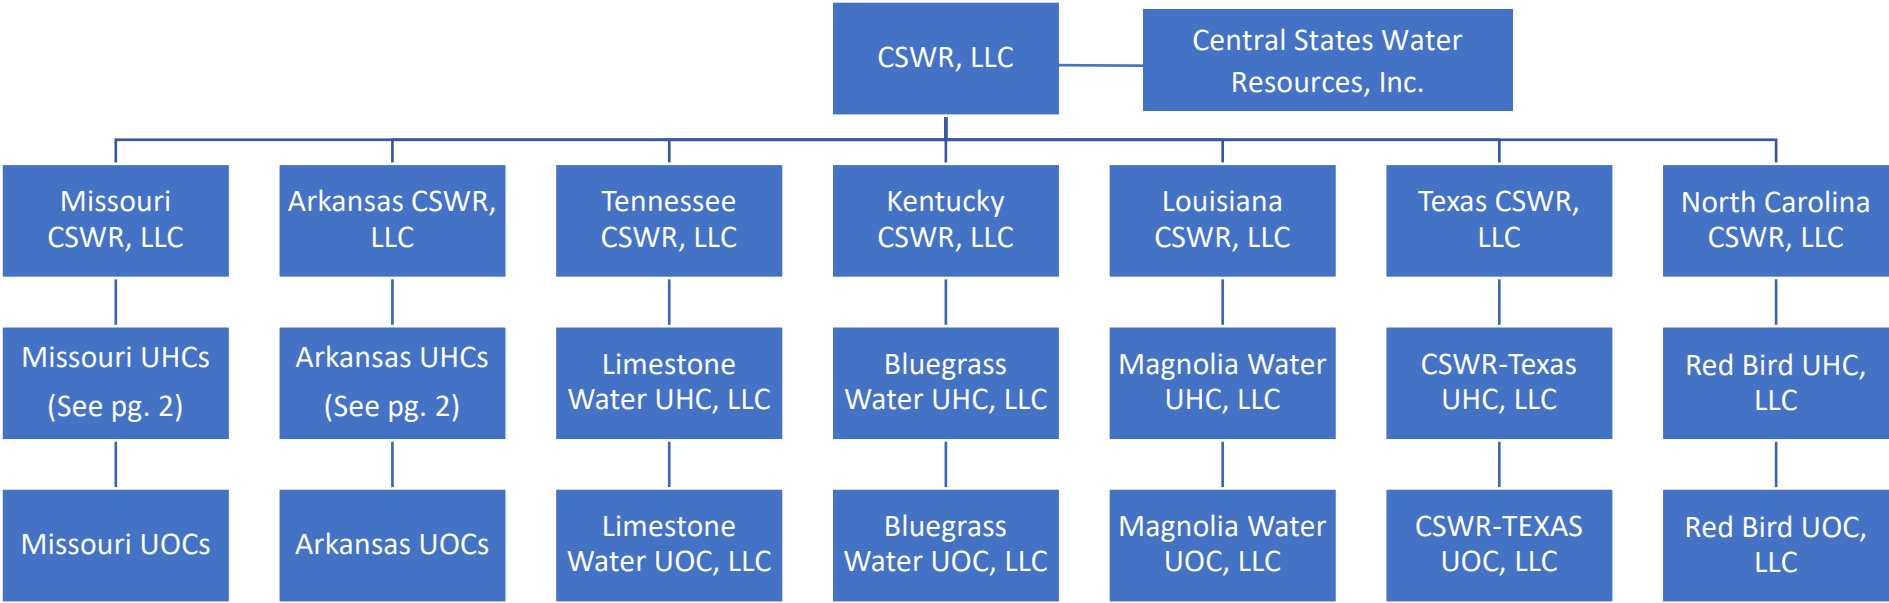 CSWR, LLC
Central States Water
Resources, Inc.
Missouri
CSWR, LLC
Arkansas CSWR,
LLC
Tennessee
CSWR, LLC
Kentucky
CSWR, LLC
Louisiana
CSWR, LLC
Texas CSWR,
LLC
North Carolina
CSWR, LLC
Missouri UHCs
(See pg. 2)
Arkansas UHCs
(See pg. 2)
Limestone
Water UHC, LLC
Bluegrass
Water UHC, LLC
Magnolia Water
UHC, LLC
CSWR-Texas
UHC, LLC
Red Bird UHC,
LLC
Missouri UOCs
Arkansas UOCs
Limestone
Water UOC, LLC
Bluegrass
Water UOC, LLC
Magnolia Water
UOC, LLC
CSWR-TEXAS
UOC, LLC
Red Bird UOC,
LLC